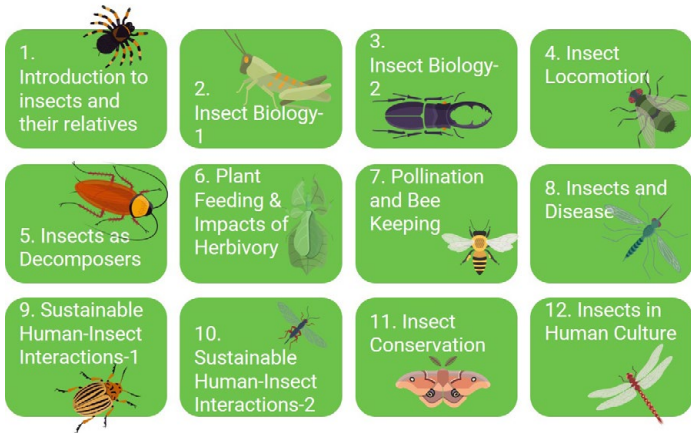 1.
Introduction to
insects and
their relatives
2.
Insect Biology-
1
3.
Insect Biology-
2
4. Insect
Locomotion
5. Insects as
Decomposers
6. Plant
Feeding &
Impacts of
Herbivory
7. Pollination
and Bee
Keeping
8. Insects and
Disease
9. Sustainable
Human-Insect
Interactions-1
10.
Sustainable
Human-Insect
Interactions-2
11. Insect
Conservation
12. Insects in
Human Culture